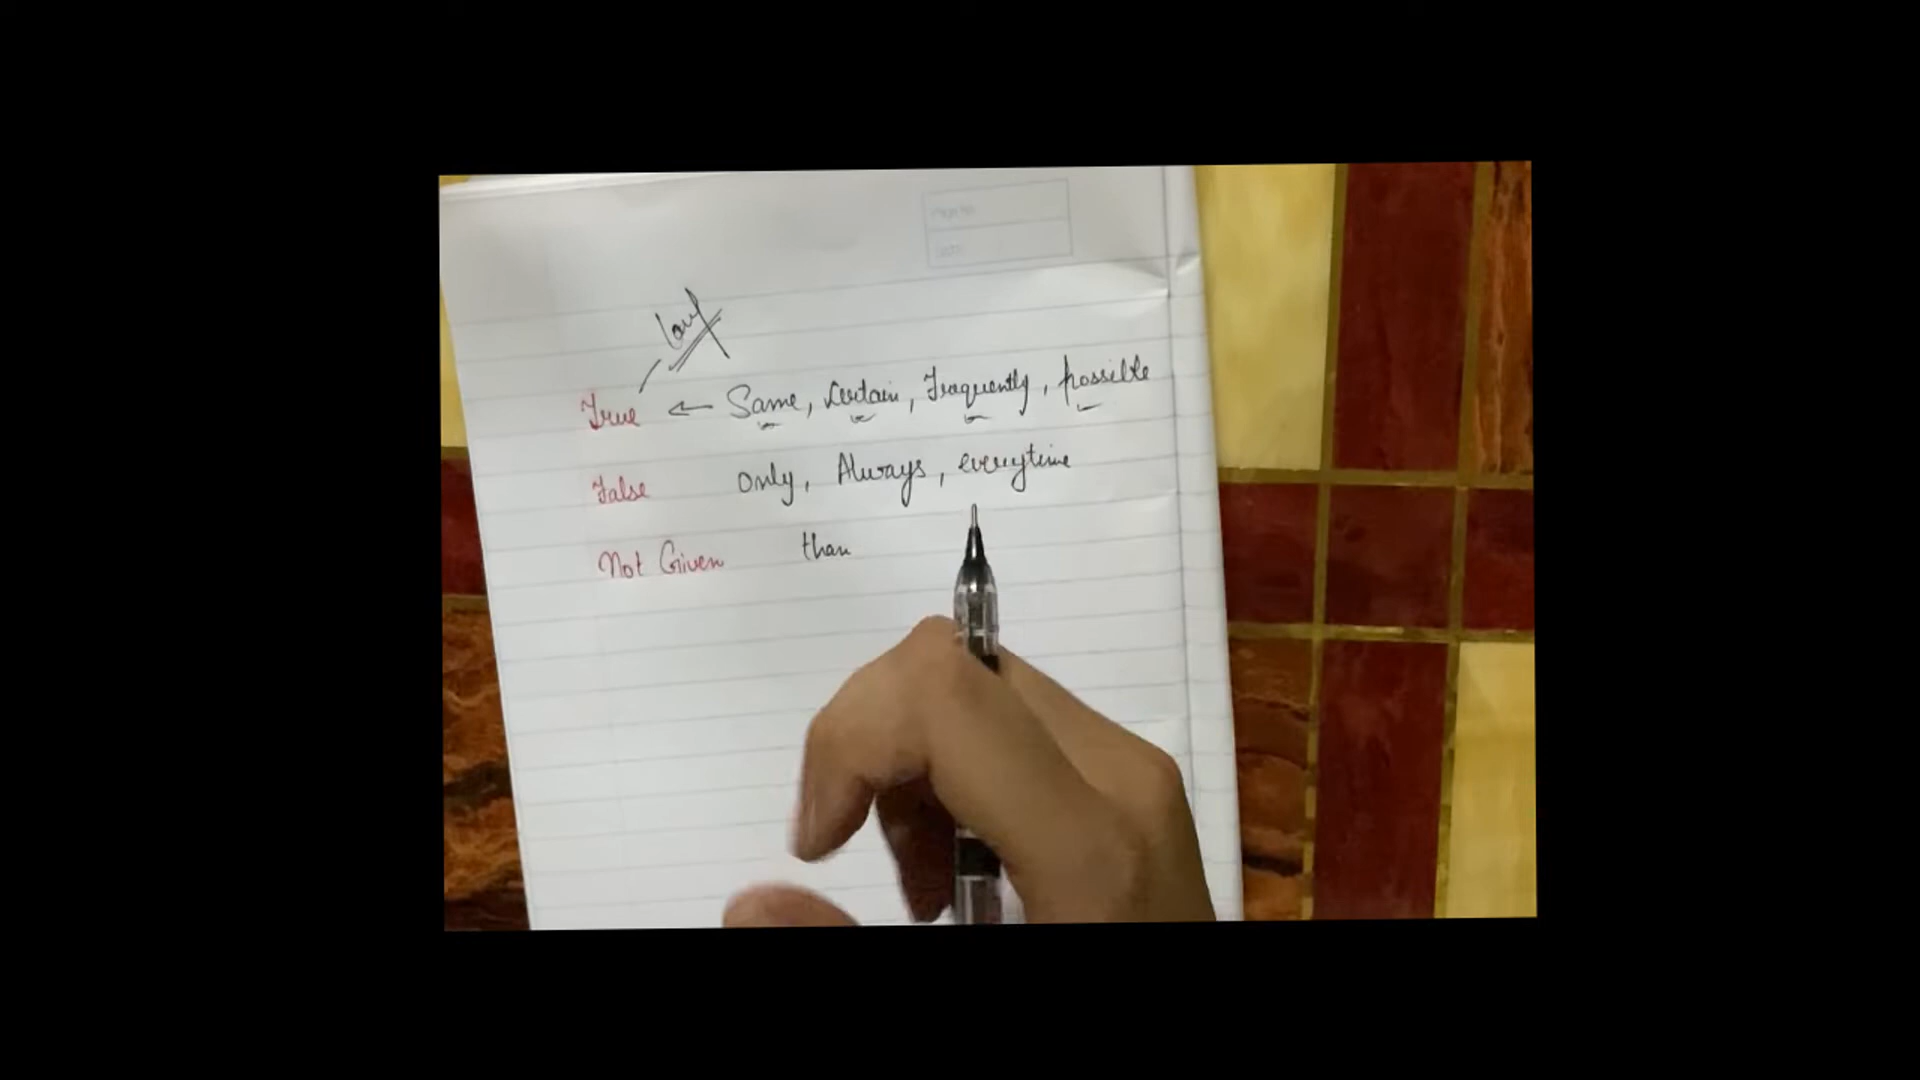 True ← Same, Certain, Frequently, possible
False only, Always, everytime
Not Given than